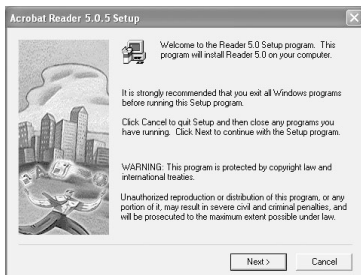 Acrobat Reader 5.0.5 Setup
Welcome to the Reader 5.0 Setup program. This
program will install Reader 5.0 on your computer.
It is strongly recommended that you exit all Windows programs
before running this Setup program.
Click Cancel to quit Setup and then close any programs you
have running. Click Next to continue with the Setup program.
WARNING: This program is protected by copyright law and
international treaties.
Unauthorized reproduction or distribution of this program, or any
portion of it, may result in severe civil and criminal penalties, and
will be prosecuted to the maximum extent possible under law.
Next >
Cancel